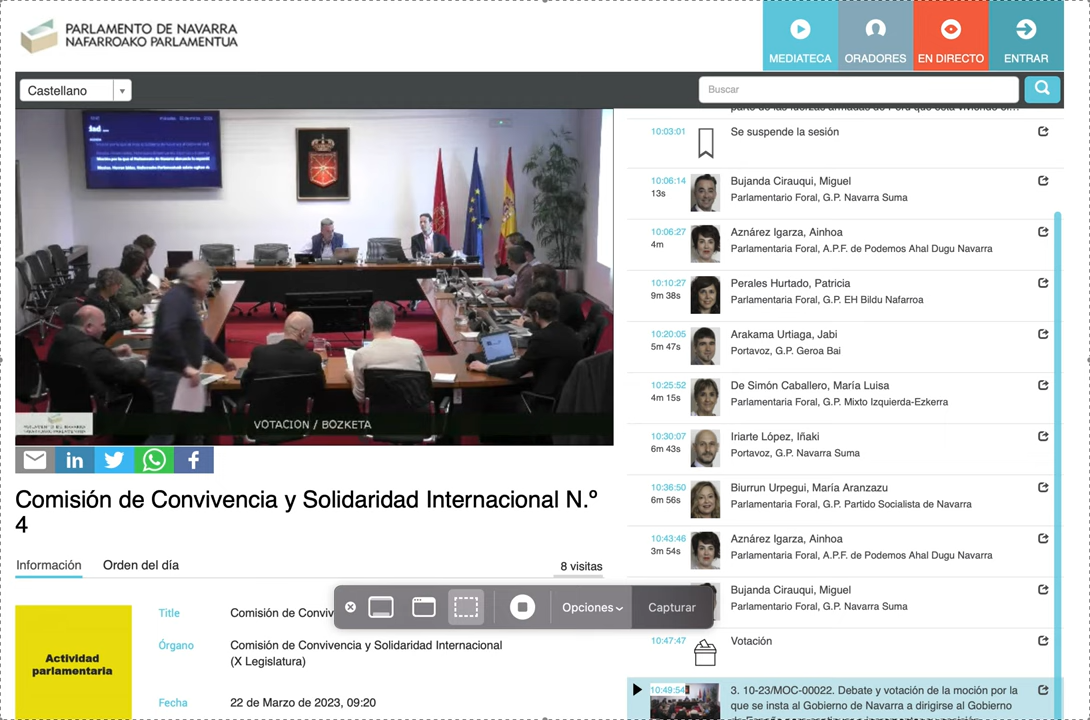 PARLAMENTO DE NAVARRA
NAFARROAKO PARLAMENTUA
MEDIATECA
ORADORES
EN DIRECTO
ENTRAR
Castellano
Buscar
VOTACION / BOZKETA
Comisión de Convivencia y Solidaridad Internacional N.º
4
Información
Orden del día
8 visitas
Actividad
parlamentaria
Title
Comisión de Conviv
Órgano
Comisión de Convivencia y Solidaridad Internacional
(X Legislatura)
Fecha
22 de Marzo de 2023, 09:20
Opciones
Capturar
10:03:01
Se suspende la sesión
10:06:14
13s
Bujanda Cirauqui, Miguel
Parlamentario Foral, G.P. Navarra Suma
10:06:27
4m
Aznárez Igarza, Ainhoa
Parlamentaria Foral, A.P.F. de Podemos Ahal Dugu Navarra
10:10:27
9m 38s
Perales Hurtado, Patricia
Parlamentaria Foral, G.P. EH Bildu Nafarroa
10:20:05
5m 47s
Arakama Urtiaga, Jabi
Portavoz, G.P. Geroa Bai
10:25:52
4m 15s
De Simón Caballero, María Luisa
Parlamentaria Foral, G.P. Mixto Izquierda-Ezkerra
10:30:07
6m 43s
Iriarte López, Iñaki
Portavoz, G.P. Navarra Suma
10:36:50
6m 56s
Biurrun Urpegui, María Aranzazu
Parlamentaria Foral, G.P. Partido Socialista de Navarra
10:43:46
3m 54s
Aznárez Igarza, Ainhoa
Parlamentaria Foral, A.P.F. de Podemos Ahal Dugu Navarra
Bujanda Cirauqui, Miguel
Parlamentario Foral, G.P. Navarra Suma
10:47:47
Votación
10:49:54
3. 10-23/MOC-00022. Debate y votación de la moción por la
que se insta al Gobierno de Navarra a dirigirse al Gobierno